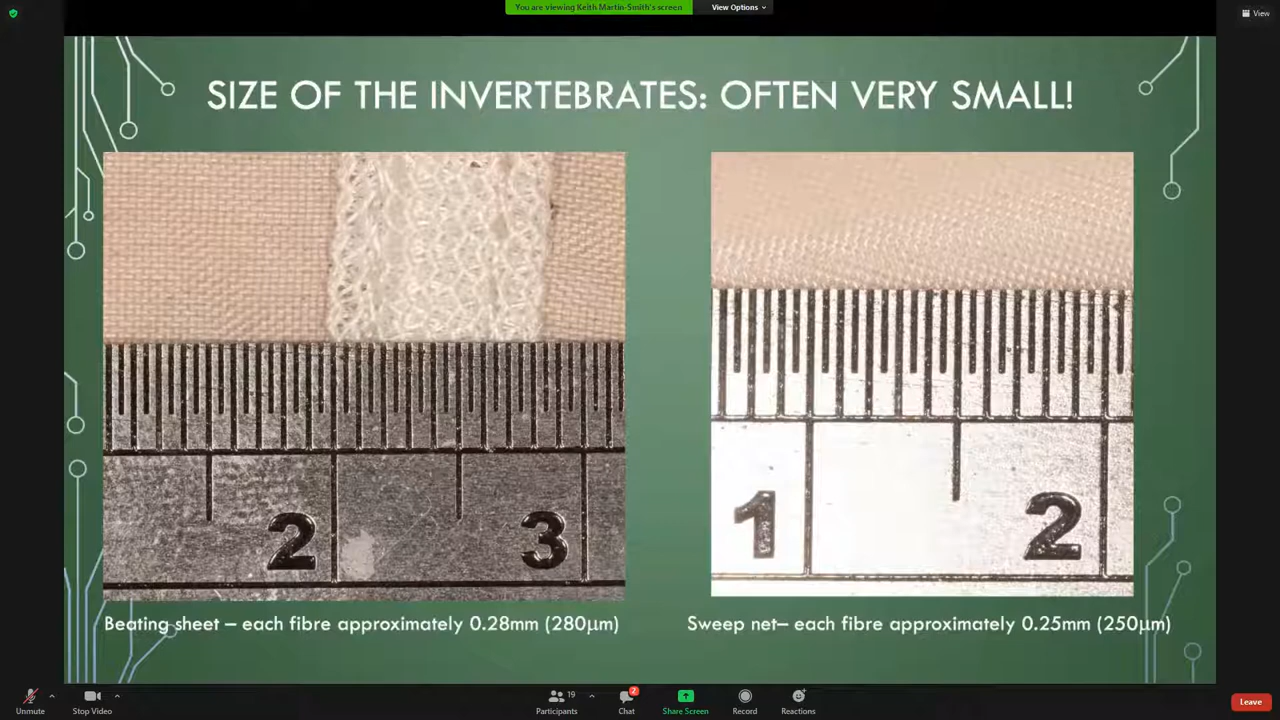 You are viewing Keith Martin-Smith's screen
View Options
View
SIZE OF THE INVERTEBRATES: OFTEN VERY SMALL!
2
3
1
2
Beating sheet – each fibre approximately 0.28mm (280μm)
Sweep net– each fibre approximately 0.25mm (250μm)
Unmute
Stop Video
Participants
19
Chat
2
Share Screen
Record
Reactions
Leave